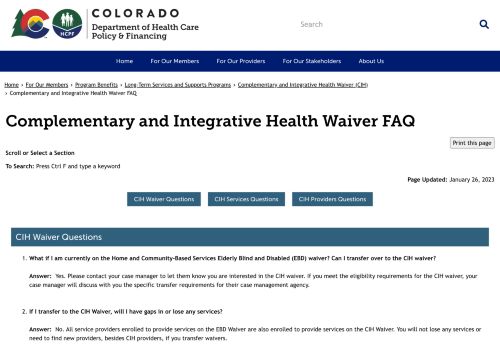 COLORADO
Department of Health Care
Policy & Financing
HCPF
Search
Home
For Our Members
For Our Providers
For Our Stakeholders
About Us
Home › For Our Members › Program Benefits › Long-Term Services and Supports Programs › Complementary and Integrative Health Waiver (CIH)
› Complementary and Integrative Health Waiver FAQ
Complementary and Integrative Health Waiver FAQ
Print this page
Scroll or Select a Section
To Search: Press Ctrl F and type a keyword
Page Updated: January 26, 2023
CIH Waiver Questions
CIH Services Questions
CIH Providers Questions
CIH Waiver Questions
1. What if I am currently on the Home and Community-Based Services Elderly Blind and Disabled (EBD) waiver? Can I transfer over to the CIH waiver?
Answer: Yes. Please contact your case manager to let them know you are interested in the CIH waiver. If you meet the eligibility requirements for the CIH waiver, your
case manager will discuss with you the specific transfer requirements for their case management agency.
2. If I transfer to the CIH Waiver, will I have gaps in or lose any services?
Answer: No. All service providers enrolled to provide services on the EBD Waiver are also enrolled to provide services on the CIH Waiver. You will not lose any services or
need to find new providers, besides CIH providers, if you transfer waivers.